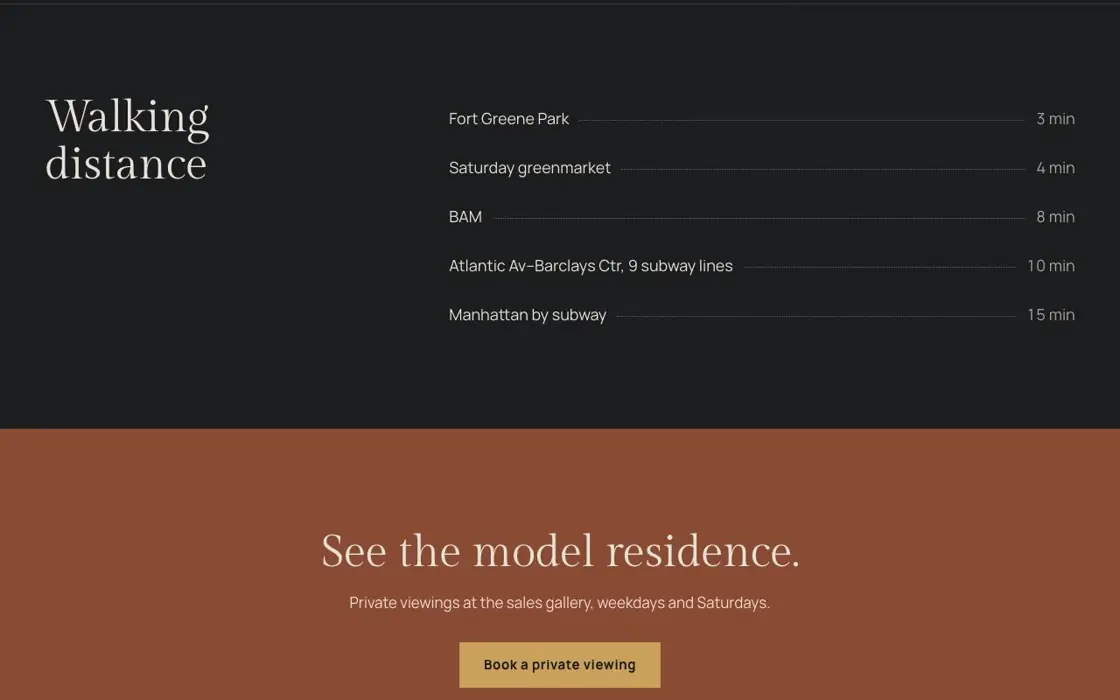 Walking
distance
Fort Greene Park 3 min
Saturday greenmarket 4 min
BAM 8 min
Atlantic Av–Barclays Ctr, 9 subway lines 10 min
Manhattan by subway 15 min
See the model residence.
Private viewings at the sales gallery, weekdays and Saturdays.
Book a private viewing